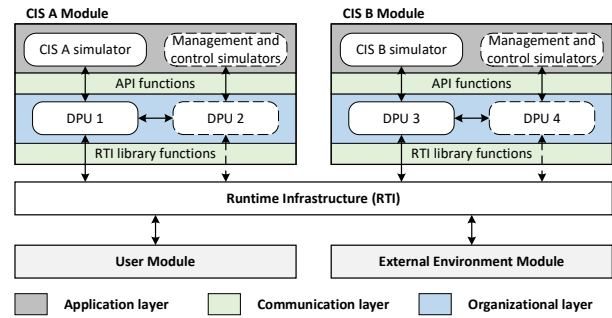 CIS A Module
CIS B Module
CIS A simulator
Management and
control simulators
CIS B simulator
Management and
control simulators
API functions
API functions
DPU 1
DPU 2
DPU 3
DPU 4
RTI library functions
RTI library functions
Runtime Infrastructure (RTI)
User Module
External Environment Module
Application layer
Communication layer
Organizational layer